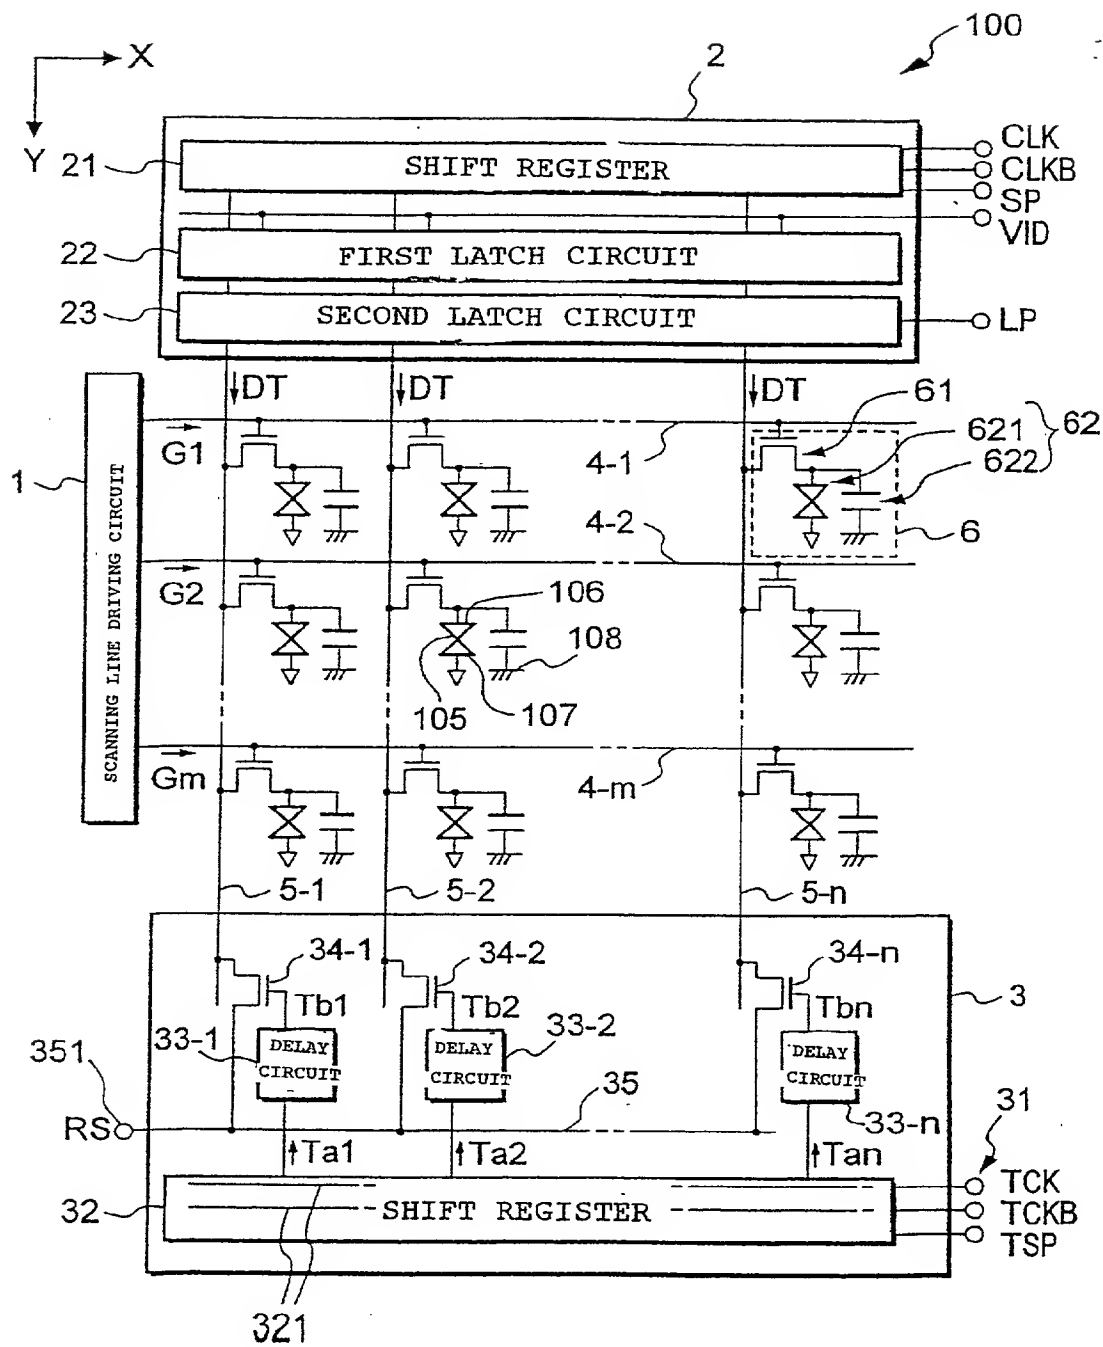 100
X
Y
2
21
SHIFT REGISTER
CLK
CLKB
SP
VID
22
FIRST LATCH CIRCUIT
23
SECOND LATCH CIRCUIT
LP
DT
DT
DT
1
SCANNING LINE DRIVING CIRCUIT
G1
4-1
61
621
622
62
6
G2
4-2
106
108
105
107
Gm
4-m
5-1
5-2
5-n
34-1
34-2
34-n
3
Tb1
Tb2
Tbn
351
33-1
DELAY CIRCUIT
DELAY CIRCUIT
33-2
DELAY CIRCUIT
33-n
RS
35
31
Ta1
Ta2
Tan
32
SHIFT REGISTER
TCK
TCKB
TSP
321